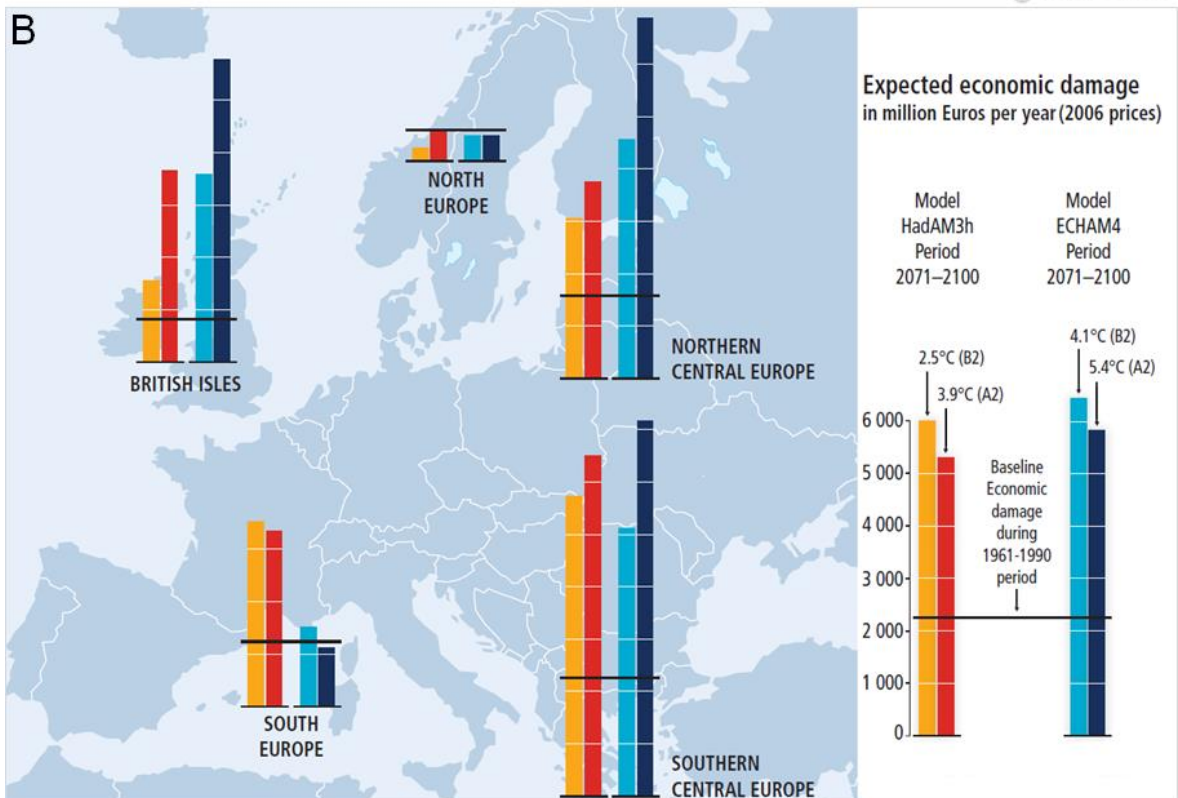 B
NORTH
EUROPE
BRITISH ISLES
NORTHERN
CENTRAL EUROPE
SOUTH
EUROPE
SOUTHERN
CENTRAL EUROPE
Expected economic damage
in million Euros per year (2006 prices)
Model
HadAM3h
Period
2071–2100
Model
ECHAM4
Period
2071–2100
2.5°C (B2)
3.9°C (A2)
4.1°C (B2)
5.4°C (A2)
6 000
5 000
4 000
3 000
2 000
1 000
0
Baseline
Economic
damage
during
1961-1990
period